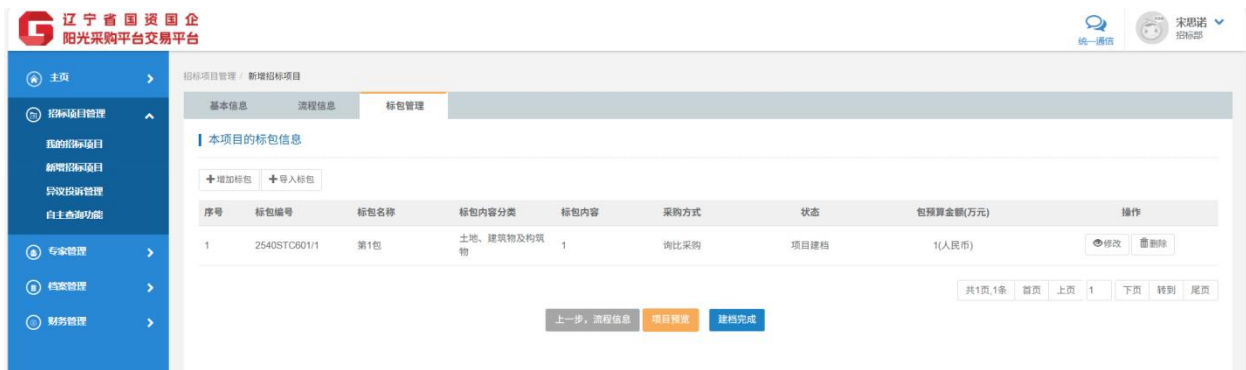 辽宁省国资国企
阳光采购平台交易平台
统一通信
宋思诺
招标部
主页
招标项目管理
我的招标项目
新增招标项目
异议投诉管理
自主查询功能
专家管理
档案管理
财务管理
招标项目管理 / 新增招标项目
基本信息 流程信息 标包管理
本项目的标包信息
增加标包 导入标包
序号 标包编号 标包名称 标包内容分类 标包内容 采购方式 状态 包预算金额(万元) 操作
1 2540STC601/1 第1包 土地、建筑物及构筑物 1 询比采购 项目建档 1(人民币) 修改 删除
共1页,1条 首页 上页 1 下页 转到 尾页
上一步，流程信息 项目预览 建档完成